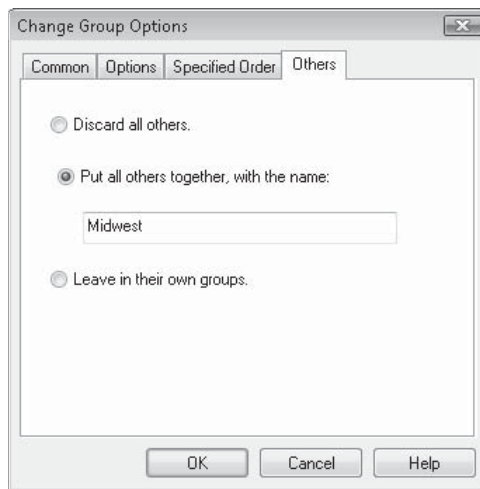 Change Group Options
Common Options Specified Order Others
Discard all others.
Put all others together, with the name:
Midwest
Leave in their own groups.
OK Cancel Help